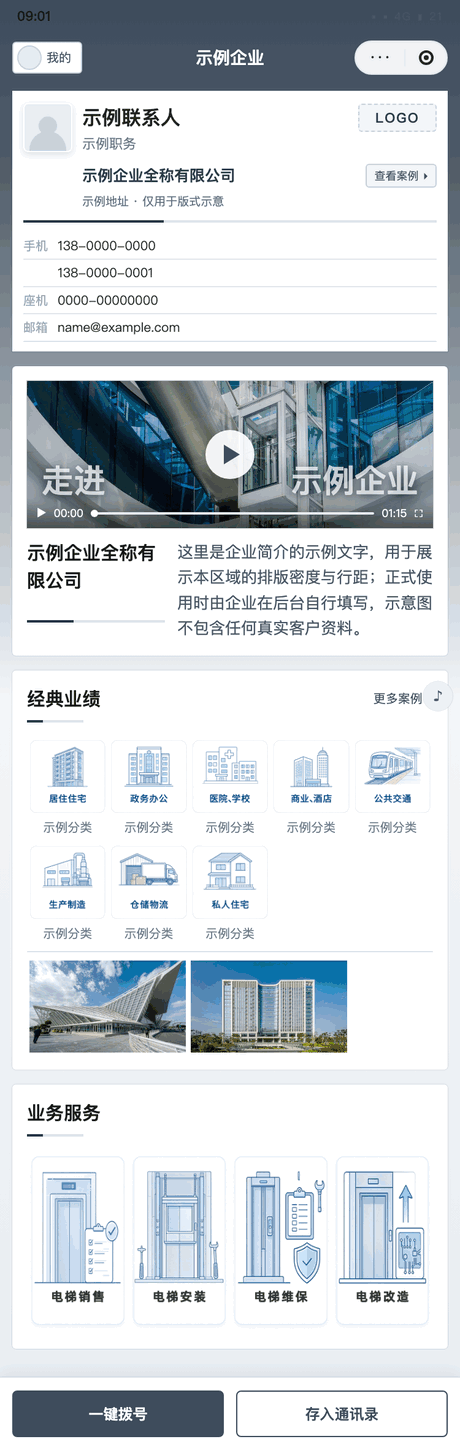 09:01
我的
示例企业
示例联系人
LOGO
示例职务
示例企业全称有限公司
查看案例
示例地址 · 仅用于版式示意
手机 138-0000-0000
138-0000-0001
座机 0000-00000000
邮箱 name@example.com
走进 示例企业
00:00 01:15
示例企业全称有
限公司
这里是企业简介的示例文字，用于展
示本区域的排版密度与行距；正式使
用时由企业在后台自行填写，示意图
不包含任何真实客户资料。
经典业绩
更多案例
居住住宅 政务办公 医院、学校 商业、酒店 公共交通
示例分类 示例分类 示例分类 示例分类 示例分类
生产制造 仓储物流 私人住宅
示例分类 示例分类 示例分类
业务服务
电梯销售 电梯安装 电梯维保 电梯改造
一键拨号 存入通讯录